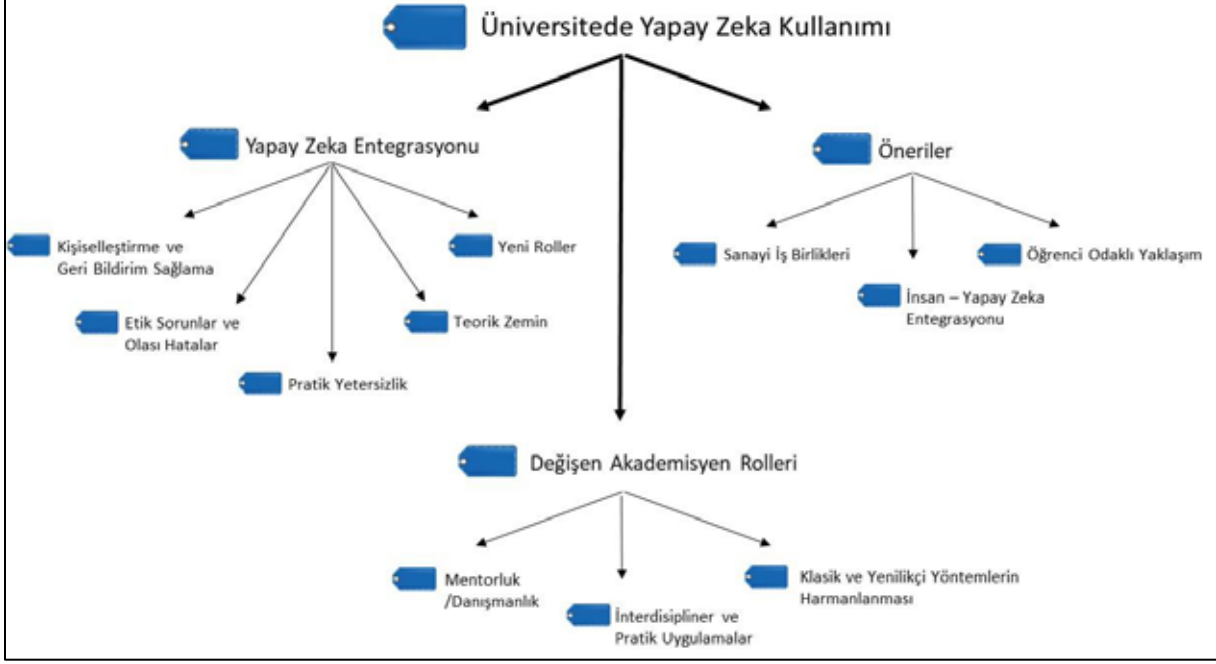 Üniversitede Yapay Zeka Kullanımı
Yapay Zeka Entegrasyonu
Kişiselleştirme ve
Geri Bildirim Sağlama
Etik Sorunlar ve
Olası Hatalar
Pratik Yetersizlik
Teorik Zemin
Yeni Roller
Öneriler
Sanayi İş Birlikleri
İnsan – Yapay Zeka
Entegrasyonu
Öğrenci Odaklı Yaklaşım
Değişen Akademisyen Rolleri
Mentorluk
/Danışmanlık
İnterdisipliner ve
Pratik Uygulamalar
Klasik ve Yenilikçi Yöntemlerin
Harmanlanması